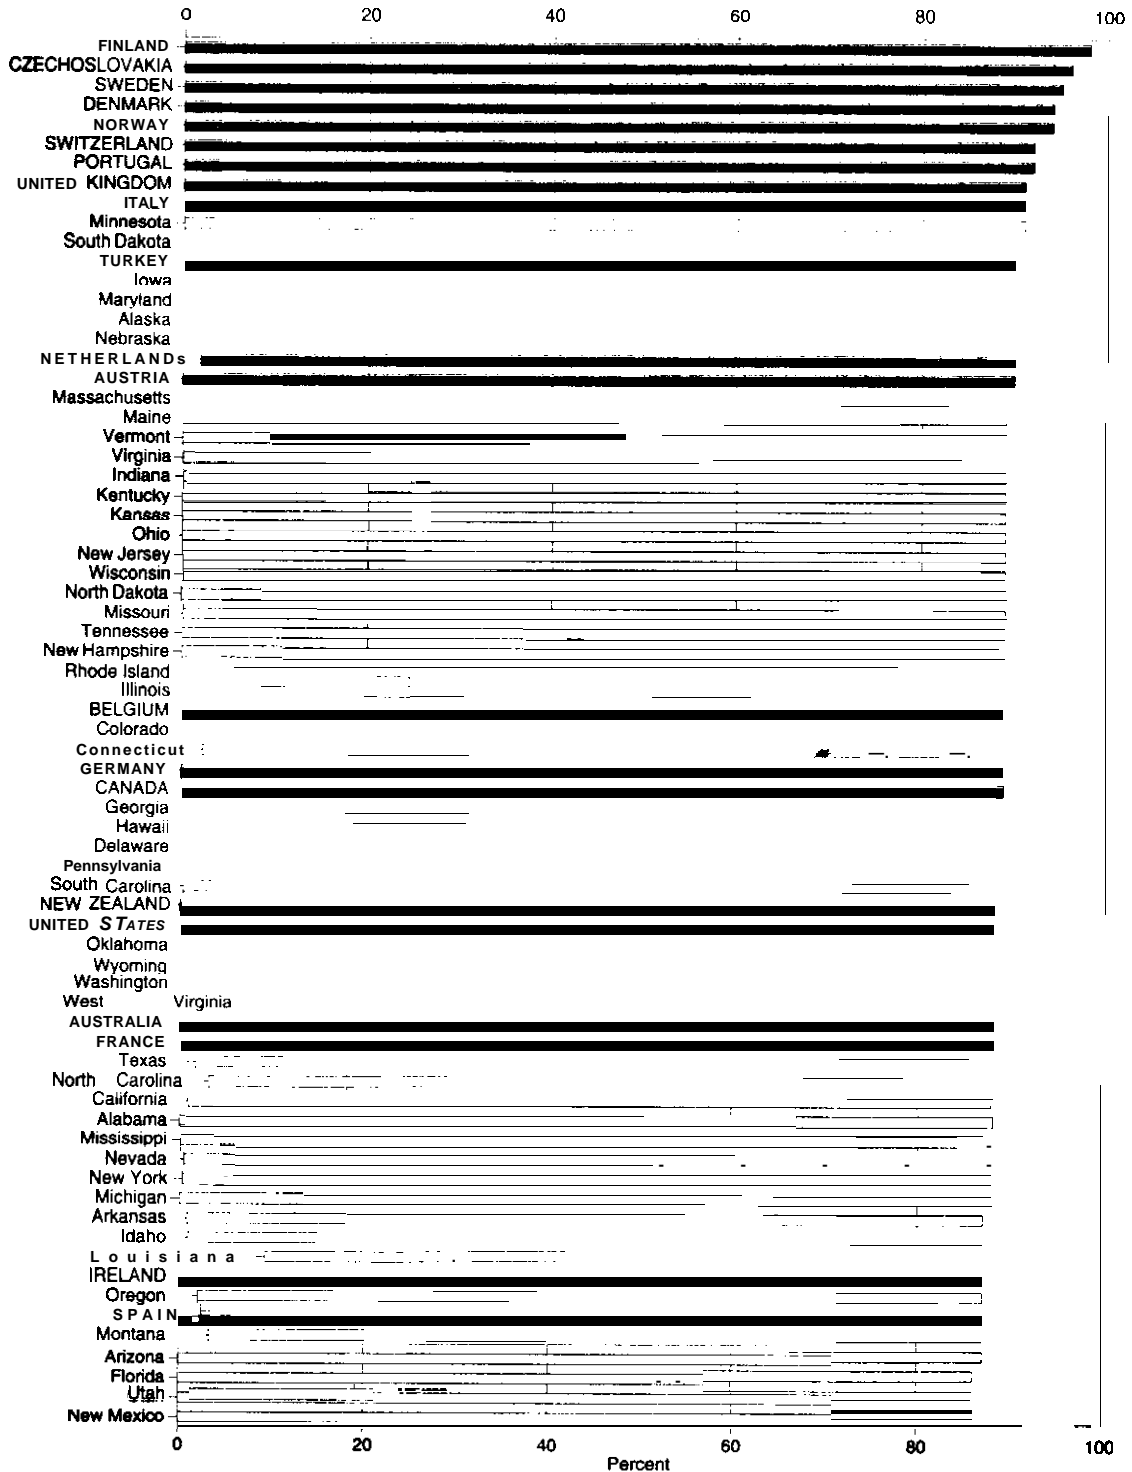 0 20 40 60 80 100
FINLAND
CZECHOSLOVAKIA
SWEDEN
DENMARK
NORWAY
SWITZERLAND
PORTUGAL
UNITED KINGDOM
ITALY
Minnesota
South Dakota
TURKEY
Iowa
Maryland
Alaska
Nebraska
NETHERLANDs
AUSTRIA
Massachusetts
Maine
Vermont
Virginia
Indiana
Kentucky
Kansas
Ohio
New Jersey
Wisconsin
North Dakota
Missouri
Tennessee
New Hampshire
Rhode Island
Illinois
BELGIUM
Colorado
Connecticut
GERMANY
CANADA
Georgia
Hawaii
Delaware
Pennsylvania
South Carolina
NEW ZEALAND
UNITED STATES
Oklahoma
Wyoming
Washington
West Virginia
AUSTRALIA
FRANCE
Texas
North Carolina
California
Alabama
Mississippi
Nevada
New York
Michigan
Arkansas
Idaho
Louisiana
IRELAND
Oregon
SPAIN
Montana
Arizona
Florida
Utah
New Mexico
0 20 40 60 80 100
Percent